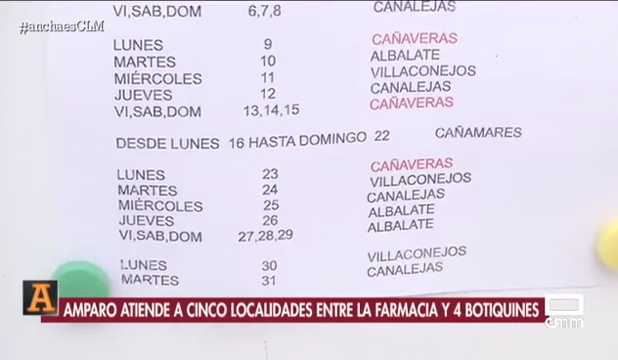 #anchaesCLM
VI,SAB,DOM 6,7,8 CANALEJAS
LUNES 9 CAÑAVERAS
MARTES 10 ALBALATE
MIÉRCOLES 11 VILLACONEJOS
JUEVES 12 CANALEJAS
VI,SAB,DOM 13,14,15 CAÑAVERAS
DESDE LUNES 16 HASTA DOMINGO 22 CAÑAMARES
LUNES 23 CAÑAVERAS
MARTES 24 VILLACONEJOS
MIÉRCOLES 25 CANALEJAS
JUEVES 26 ALBALATE
VI,SAB,DOM 27,28,29 ALBALATE
LUNES 30 VILLACONEJOS
MARTES 31 CANALEJAS
A AMPARO ATIENDE A CINCO LOCALIDADES ENTRE LA FARMACIA Y 4 BOTIQUINES
cmm